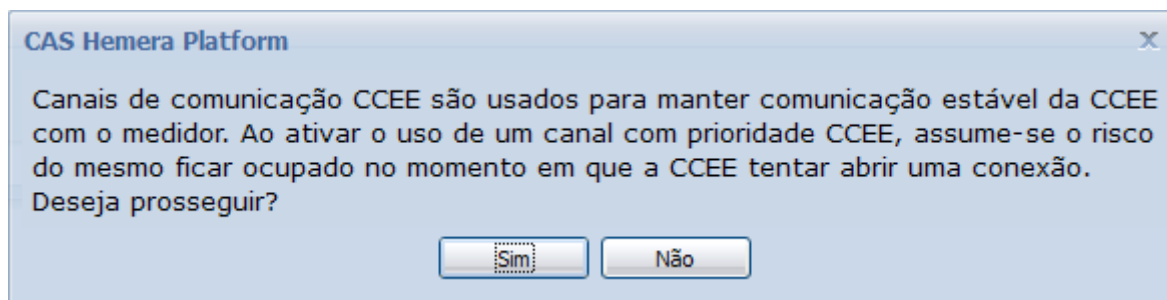 CAS Hemera Platform
x
Canais de comunicação CCEE são usados para manter comunicação estável da CCEE
com o medidor. Ao ativar o uso de um canal com prioridade CCEE, assume-se o risco
do mesmo ficar ocupado no momento em que a CCEE tentar abrir uma conexão.
Deseja prosseguir?
Sim Não